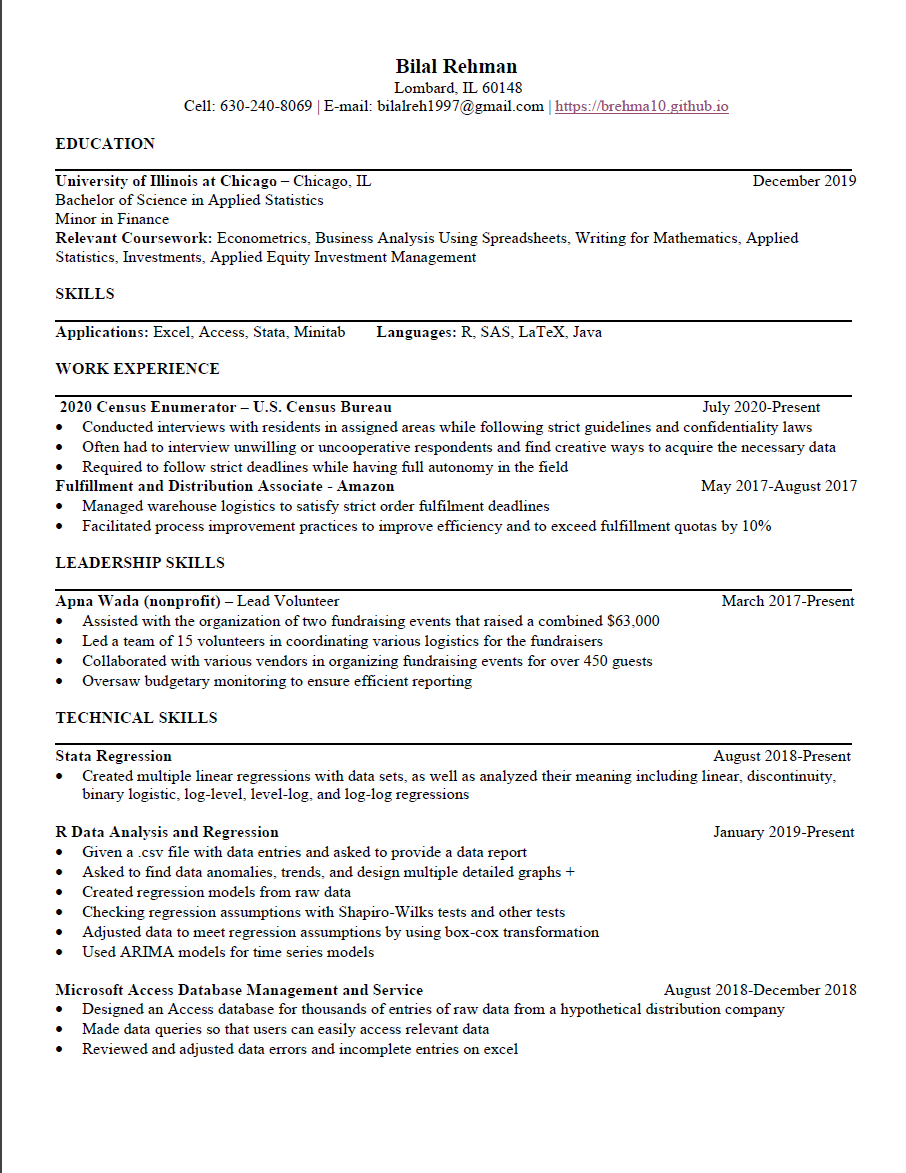 Bilal Rehman
Lombard, IL 60148
Cell: 630-240-8069 | E-mail: bilalreh1997@gmail.com | https://brehma10.github.io
EDUCATION
University of Illinois at Chicago – Chicago, IL December 2019
Bachelor of Science in Applied Statistics
Minor in Finance
Relevant Coursework: Econometrics, Business Analysis Using Spreadsheets, Writing for Mathematics, Applied
Statistics, Investments, Applied Equity Investment Management
SKILLS
Applications: Excel, Access, Stata, Minitab Languages: R, SAS, LaTeX, Java
WORK EXPERIENCE
2020 Census Enumerator – U.S. Census Bureau July 2020-Present
• Conducted interviews with residents in assigned areas while following strict guidelines and confidentiality laws
• Often had to interview unwilling or uncooperative respondents and find creative ways to acquire the necessary data
• Required to follow strict deadlines while having full autonomy in the field
Fulfillment and Distribution Associate - Amazon May 2017-August 2017
• Managed warehouse logistics to satisfy strict order fulfilment deadlines
• Facilitated process improvement practices to improve efficiency and to exceed fulfillment quotas by 10%
LEADERSHIP SKILLS
Apna Wada (nonprofit) – Lead Volunteer March 2017-Present
• Assisted with the organization of two fundraising events that raised a combined $63,000
• Led a team of 15 volunteers in coordinating various logistics for the fundraisers
• Collaborated with various vendors in organizing fundraising events for over 450 guests
• Oversaw budgetary monitoring to ensure efficient reporting
TECHNICAL SKILLS
Stata Regression August 2018-Present
• Created multiple linear regressions with data sets, as well as analyzed their meaning including linear, discontinuity,
binary logistic, log-level, level-log, and log-log regressions
R Data Analysis and Regression January 2019-Present
• Given a .csv file with data entries and asked to provide a data report
• Asked to find data anomalies, trends, and design multiple detailed graphs +
• Created regression models from raw data
• Checking regression assumptions with Shapiro-Wilks tests and other tests
• Adjusted data to meet regression assumptions by using box-cox transformation
• Used ARIMA models for time series models
Microsoft Access Database Management and Service August 2018-December 2018
• Designed an Access database for thousands of entries of raw data from a hypothetical distribution company
• Made data queries so that users can easily access relevant data
• Reviewed and adjusted data errors and incomplete entries on excel